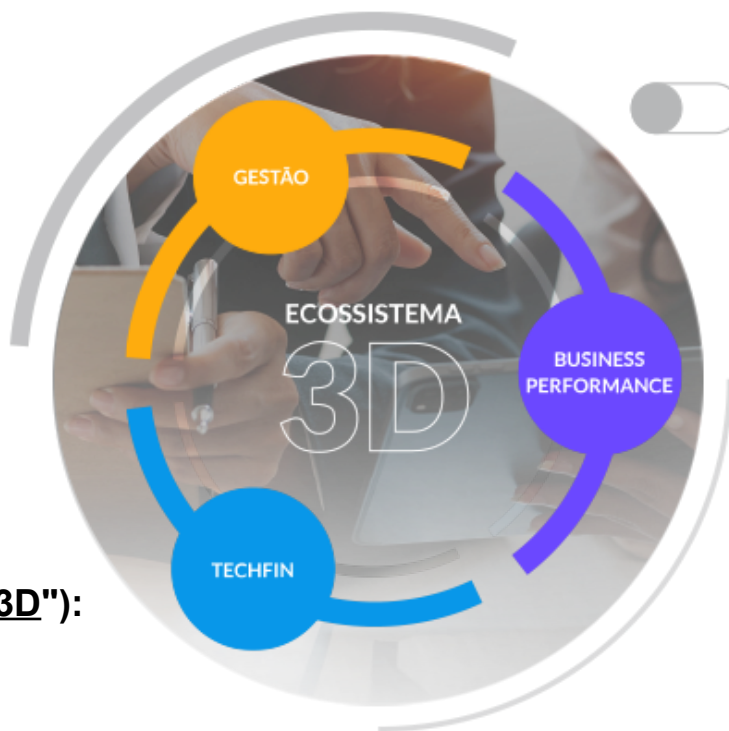 GESTÃO
ECOSSISTEMA
3D
BUSINESS
PERFORMANCE
TECHFIN
3D"):